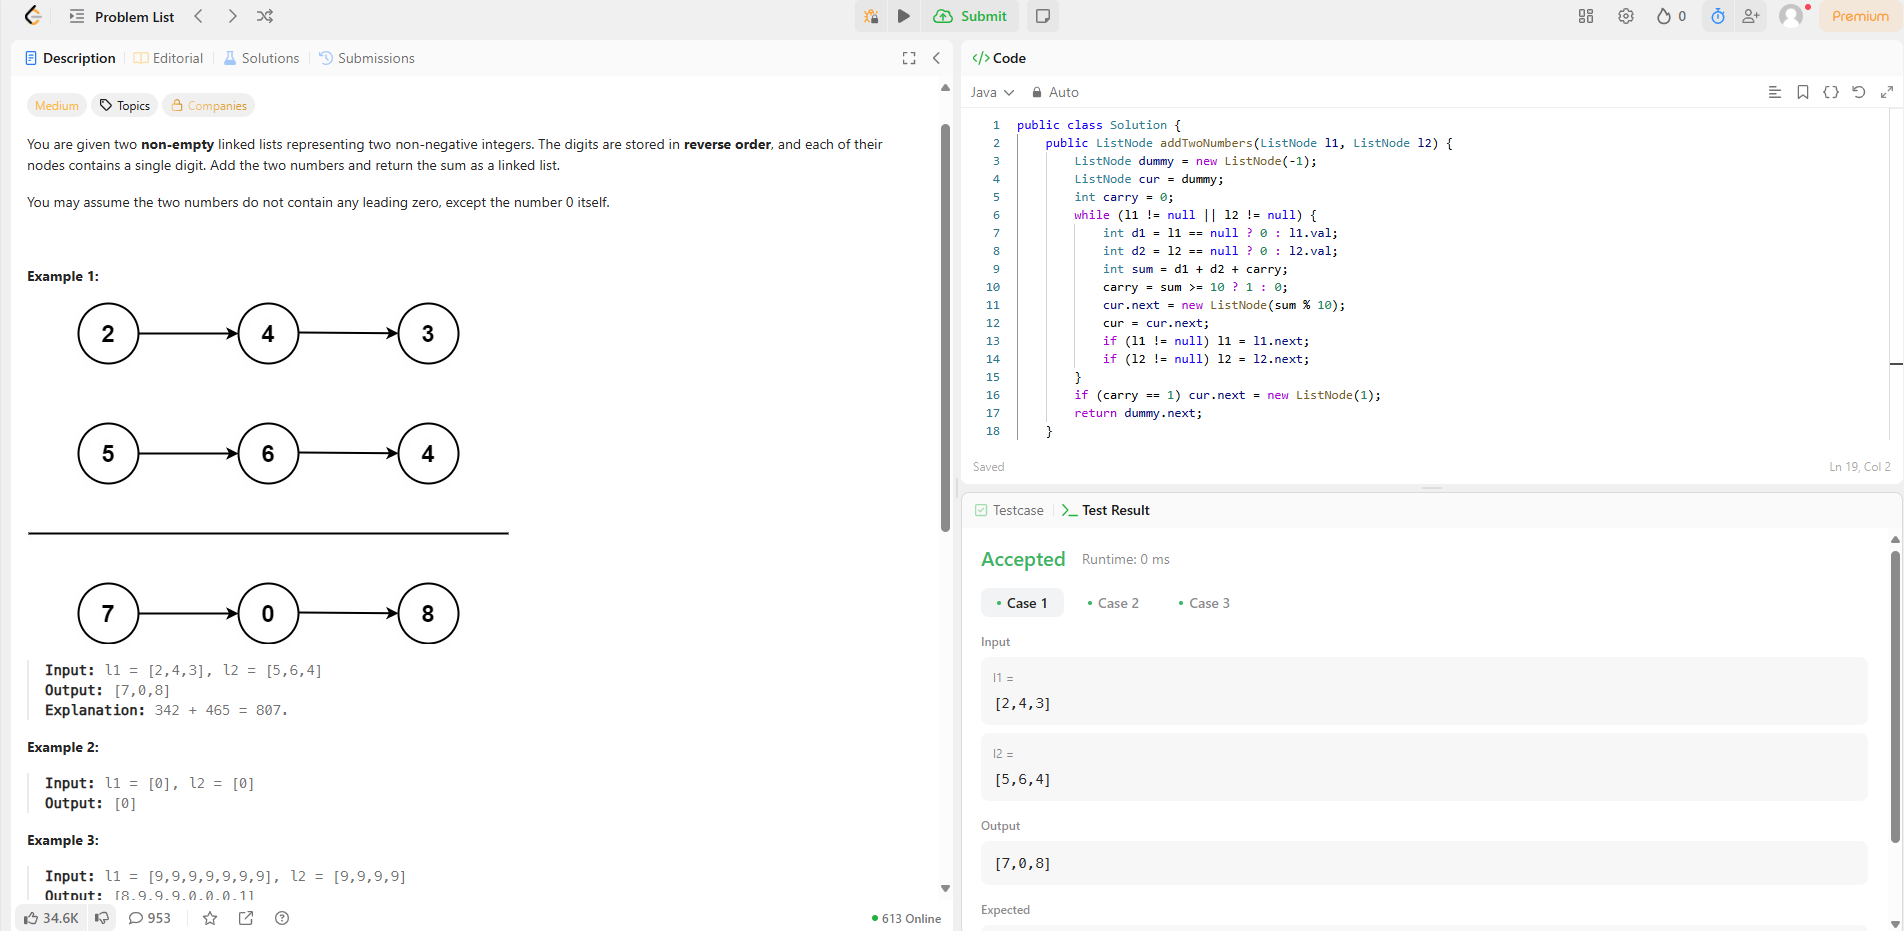 Problem List
Submit
0
Premium
Description
Editorial
Solutions
Submissions
Medium
Topics
Companies
You are given two non-empty linked lists representing two non-negative integers. The digits are stored in reverse order, and each of their
nodes contains a single digit. Add the two numbers and return the sum as a linked list.
You may assume the two numbers do not contain any leading zero, except the number 0 itself.
Example 1:
2 4 3
5 6 4
7 0 8
Input: l1 = [2,4,3], l2 = [5,6,4]
Output: [7,0,8]
Explanation: 342 + 465 = 807.
Example 2:
Input: l1 = [0], l2 = [0]
Output: [0]
Example 3:
Input: l1 = [9,9,9,9,9,9,9], l2 = [9,9,9,9]
Output: [8,9,9,9,0,0,0,1]
34.6K
953
613 Online
</> Code
Java
Auto
1 public class Solution {
2 public ListNode addTwoNumbers(ListNode l1, ListNode l2) {
3 ListNode dummy = new ListNode(-1);
4 ListNode cur = dummy;
5 int carry = 0;
6 while (l1 != null || l2 != null) {
7 int d1 = l1 == null ? 0 : l1.val;
8 int d2 = l2 == null ? 0 : l2.val;
9 int sum = d1 + d2 + carry;
10 carry = sum >= 10 ? 1 : 0;
11 cur.next = new ListNode(sum % 10);
12 cur = cur.next;
13 if (l1 != null) l1 = l1.next;
14 if (l2 != null) l2 = l2.next;
15 }
16 if (carry == 1) cur.next = new ListNode(1);
17 return dummy.next;
18 }
Saved
Ln 19, Col 2
Testcase
Test Result
Accepted
Runtime: 0 ms
Case 1
Case 2
Case 3
Input
l1 =
[2,4,3]
l2 =
[5,6,4]
Output
[7,0,8]
Expected